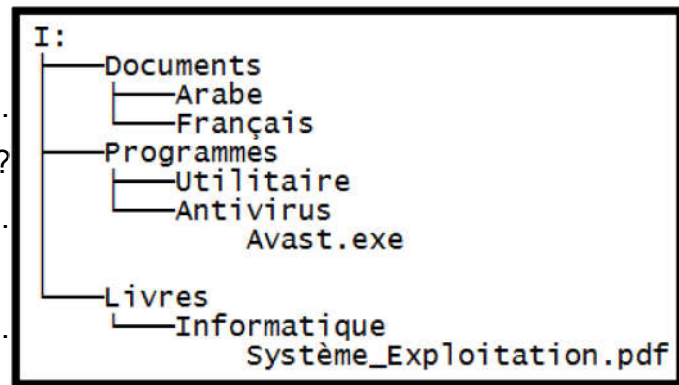 I:
Documents
Arabe
.
Français
Programmes
?
Utilitaire
Antivirus
.
Avast.exe
Livres
Informatique
.
Système_Exploitation.pdf